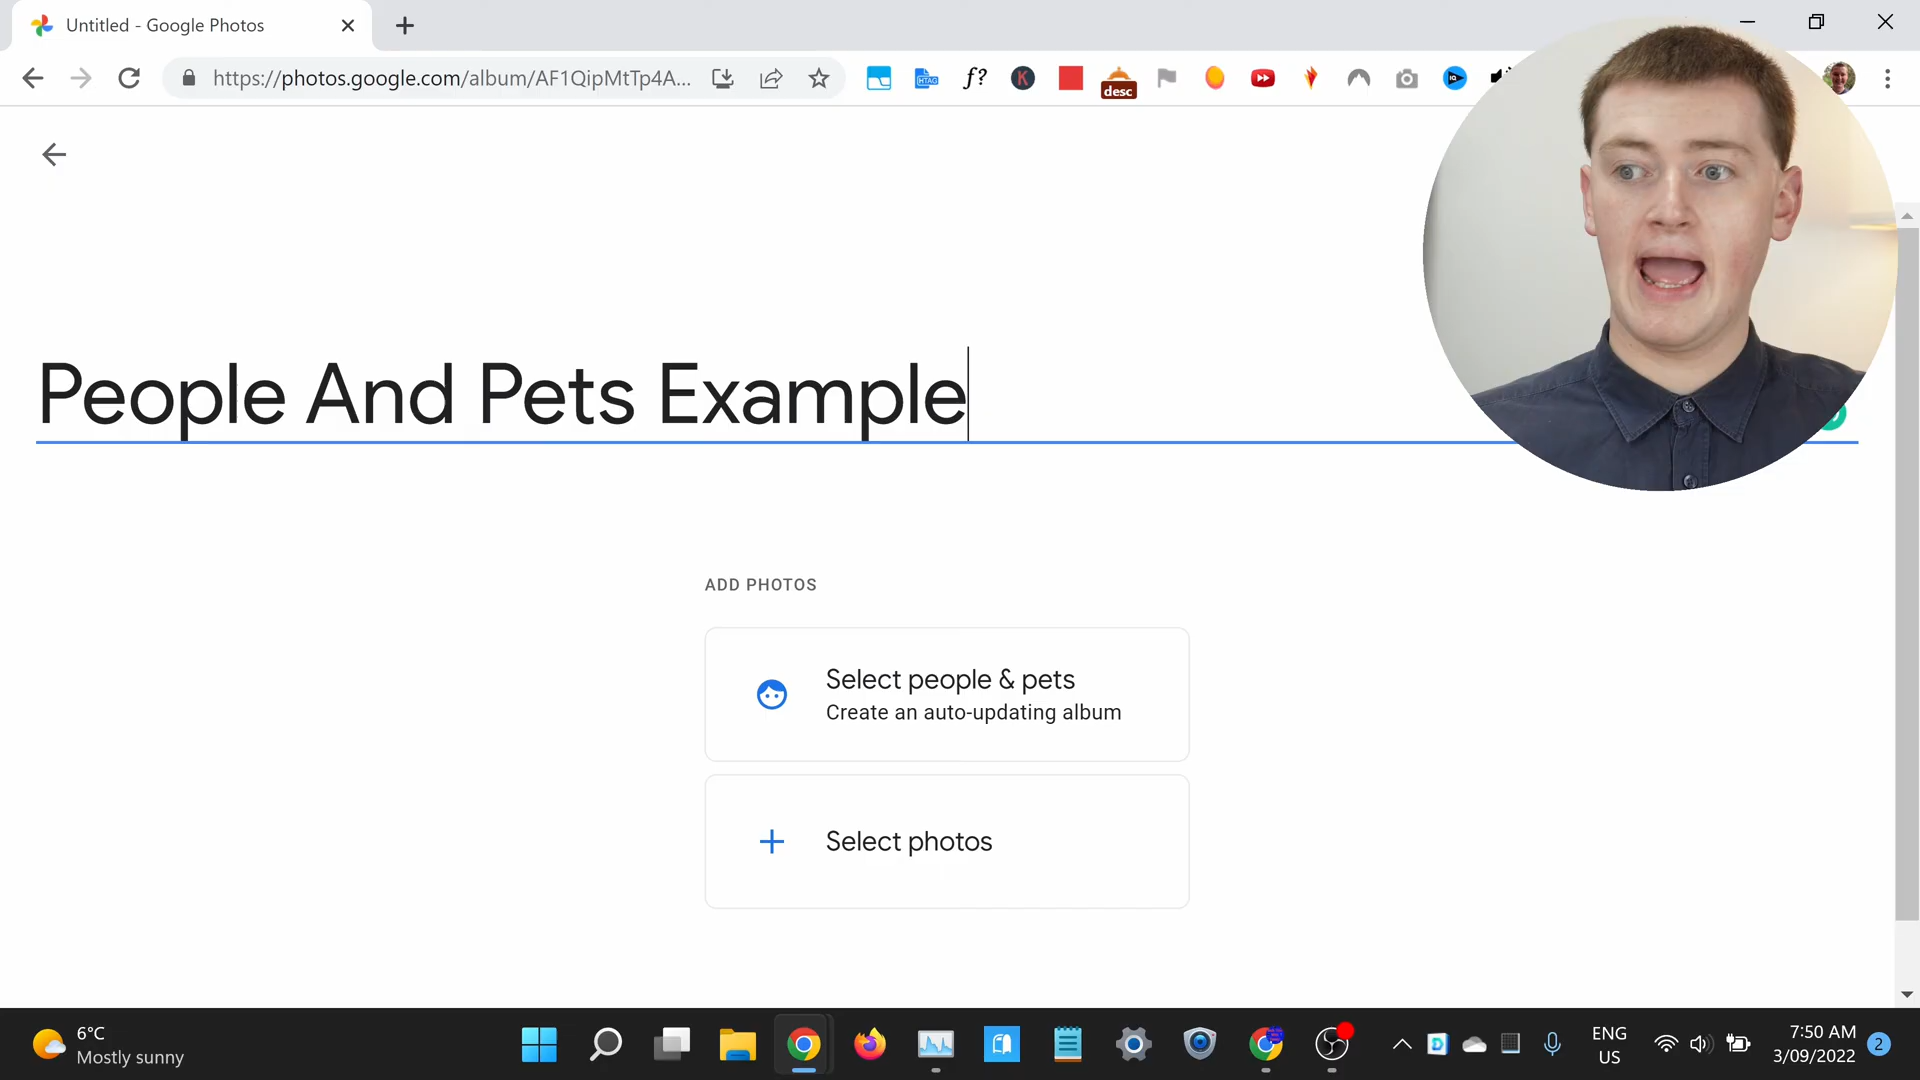 Untitled - Google Photos
https://photos.google.com/album/AF1QipMtTp4A...
HTAG
f?
K
desc
People And Pets Example
ADD PHOTOS
Select people & pets
Create an auto-updating album
Select photos
6°C
Mostly sunny
ENG
US
7:50 AM
3/09/2022
2